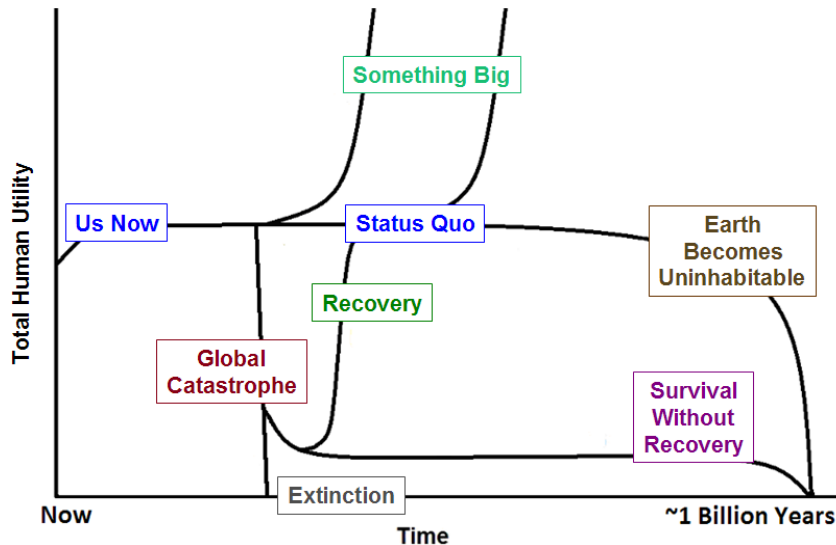 Something Big
Total Human Utility
Us Now
Status Quo
Earth
Becomes
Uninhabitable
Recovery
Global
Catastrophe
Survival
Without
Recovery
Extinction
Now
Time
~1 Billion Years